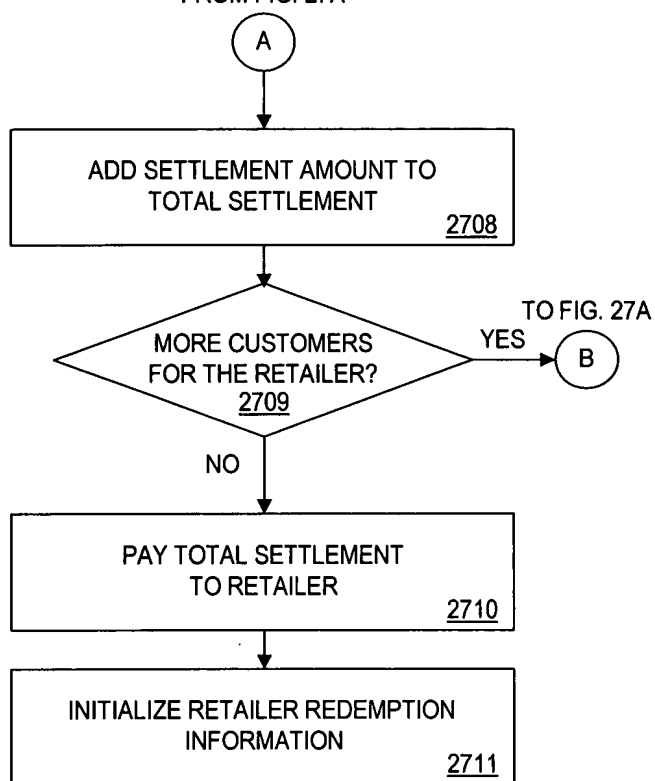 A
ADD SETTLEMENT AMOUNT TO
TOTAL SETTLEMENT
2708
TO FIG. 27A
MORE CUSTOMERS
FOR THE RETAILER?
2709
YES
B
NO
PAY TOTAL SETTLEMENT
TO RETAILER
2710
INITIALIZE RETAILER REDEMPTION
INFORMATION
2711